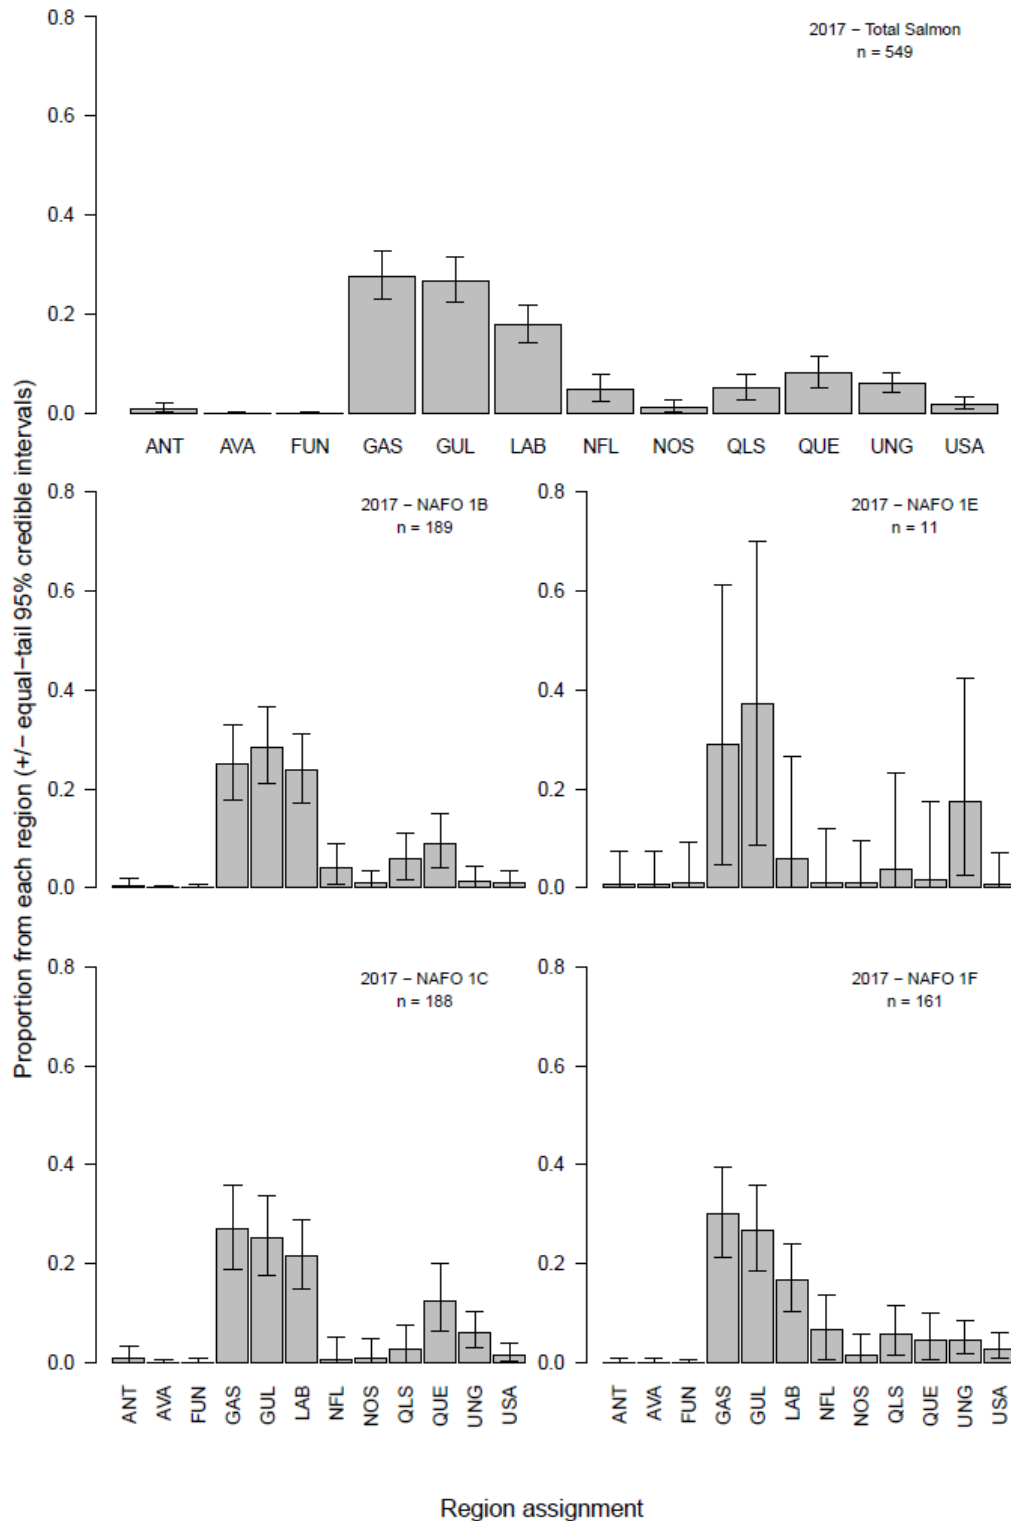 Proportion from each region (+/− equal−tail 95% credible intervals)
2017 − Total Salmon
n = 549
0.8
0.6
0.4
0.2
0.0
ANT AVA FUN GAS GUL LAB NFL NOS QLS QUE UNG USA
2017 − NAFO 1B
n = 189
0.8
0.6
0.4
0.2
0.0
2017 − NAFO 1E
n = 11
0.8
0.6
0.4
0.2
0.0
2017 − NAFO 1C
n = 188
0.8
0.6
0.4
0.2
0.0
ANT AVA FUN GAS GUL LAB NFL NOS QLS QUE UNG USA
2017 − NAFO 1F
n = 161
0.8
0.6
0.4
0.2
0.0
ANT AVA FUN GAS GUL LAB NFL NOS QLS QUE UNG USA
Region assignment